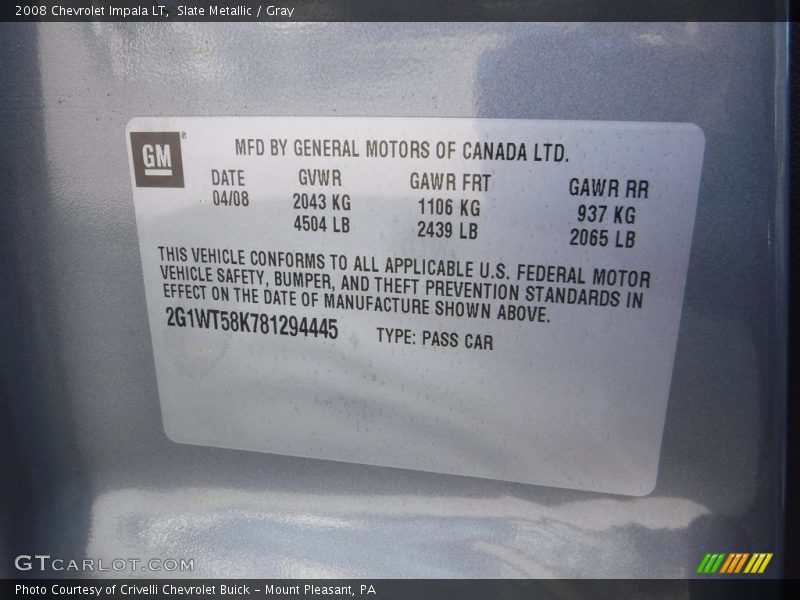 2008 Chevrolet Impala LT, Slate Metallic / Gray
GM
MFD BY GENERAL MOTORS OF CANADA LTD.
DATE GVWR GAWR FRT GAWR RR
04/08 2043 KG 1106 KG 937 KG
4504 LB 2439 LB 2065 LB
THIS VEHICLE CONFORMS TO ALL APPLICABLE U.S. FEDERAL MOTOR
VEHICLE SAFETY, BUMPER, AND THEFT PREVENTION STANDARDS IN
EFFECT ON THE DATE OF MANUFACTURE SHOWN ABOVE.
2G1WT58K781294445 TYPE: PASS CAR
GTCARLOT.COM
Photo Courtesy of Crivelli Chevrolet Buick - Mount Pleasant, PA